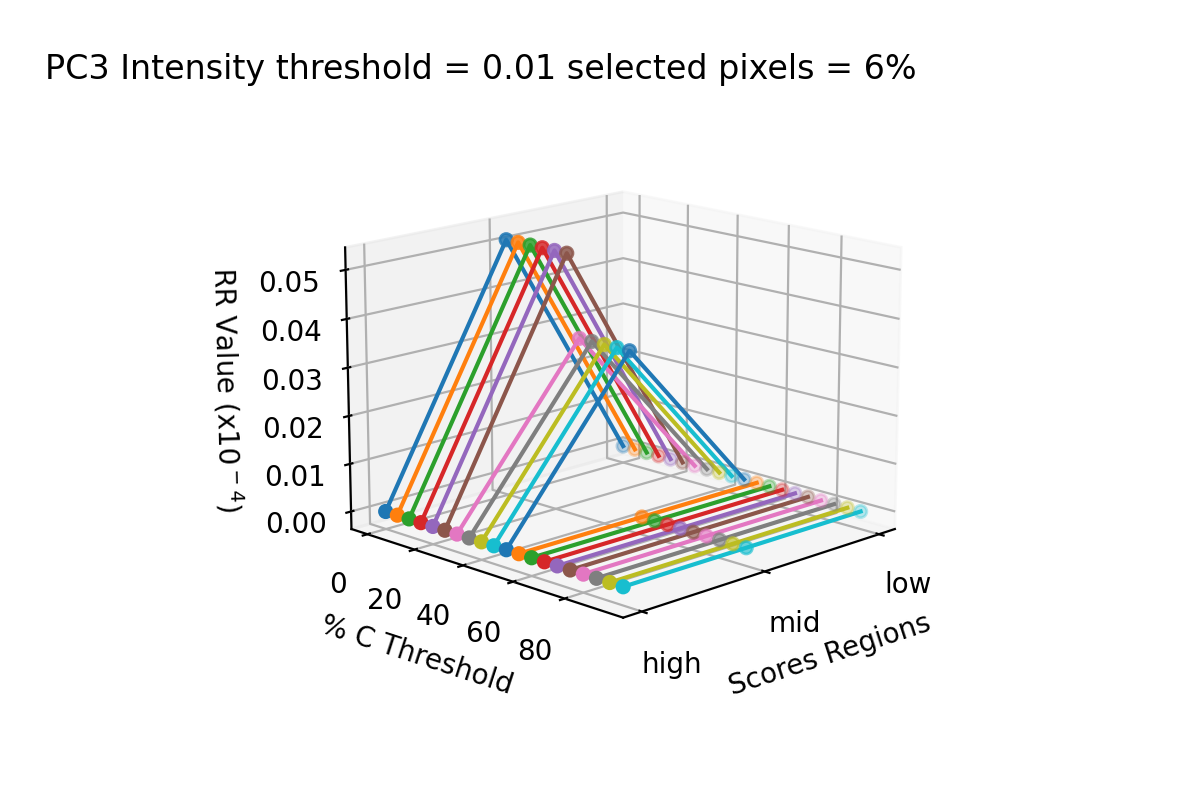 PC3 Intensity threshold = 0.01 selected pixels = 6%
RR Value (x10⁻⁴)
0.05
0.04
0.03
0.02
0.01
0.00
0
20
40
60
80
% C Threshold
high
mid
low
Scores Regions